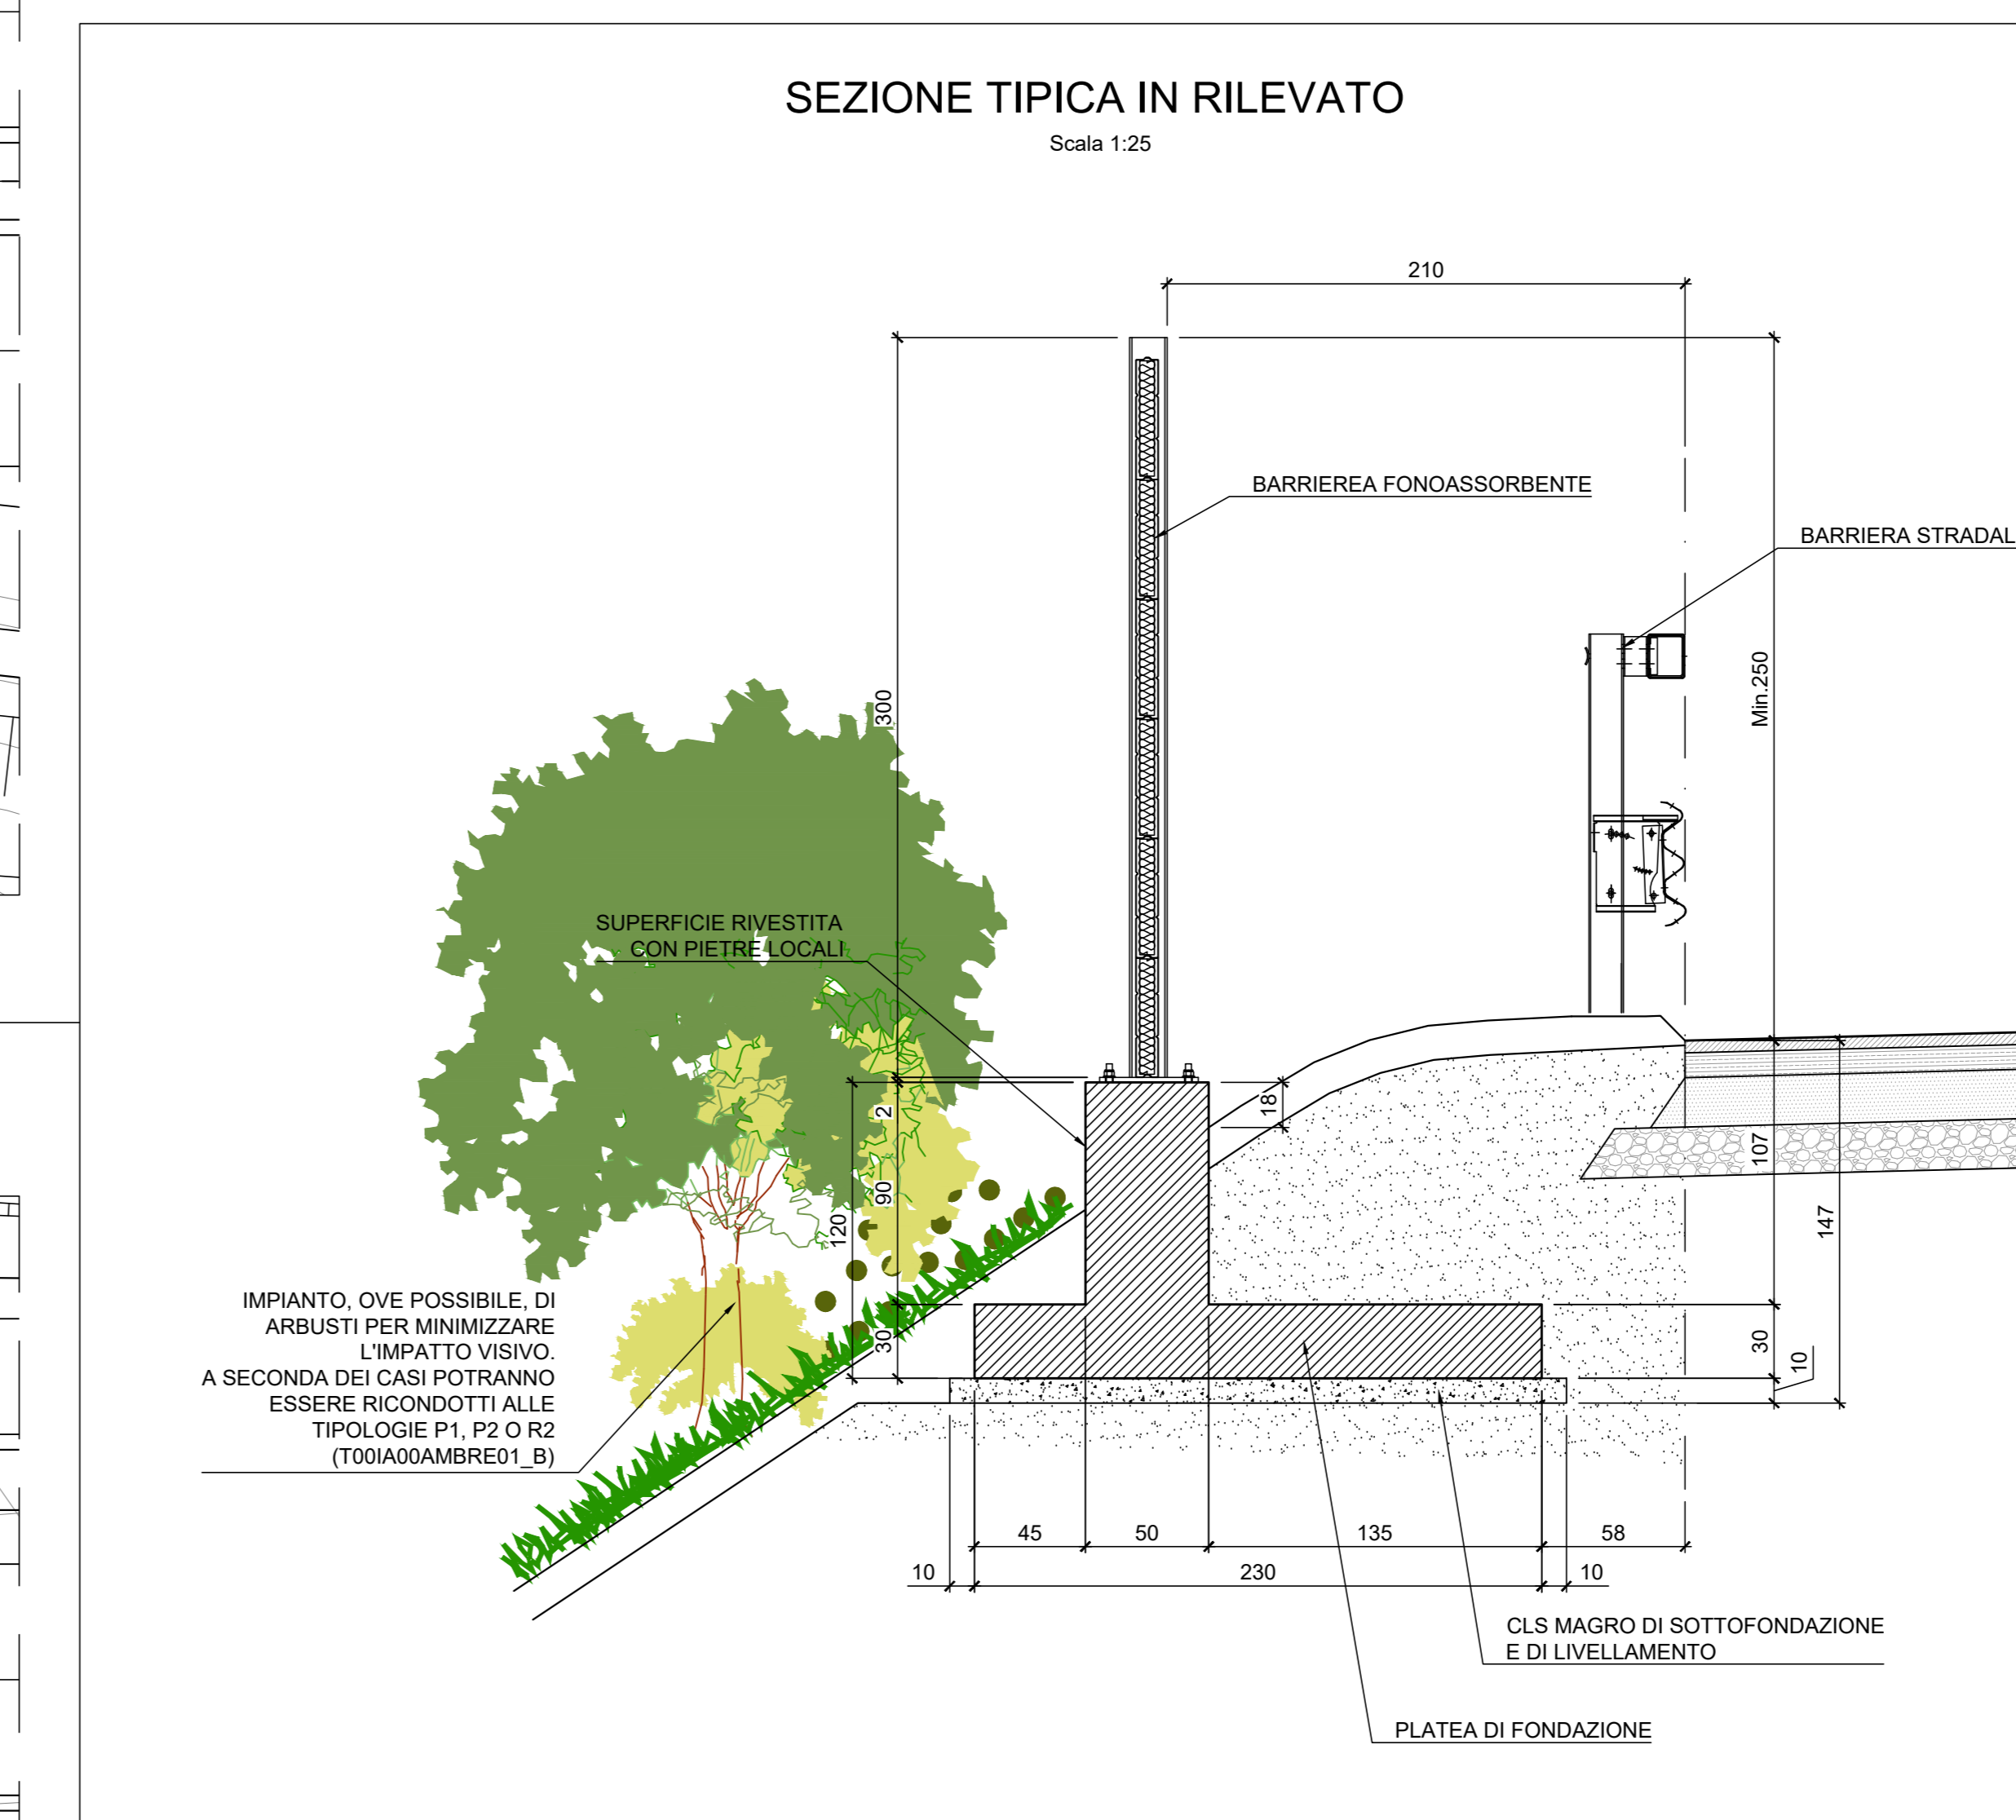 SEZIONE TIPICA IN RILEVATO
Scala 1:25
210
BARRIEREA FONOASSORBENTE
BARRIERA STRADAL
300
Min.250
SUPERFICIE RIVESTITA
CON PIETRE LOCALI
18
2
107
90
120
147
IMPIANTO, OVE POSSIBILE, DI
ARBUSTI PER MINIMIZZARE
L'IMPATTO VISIVO.
A SECONDA DEI CASI POTRANNO
ESSERE RICONDOTTI ALLE
TIPOLOGIE P1, P2 O R2
(T00IA00AMBRE01_B)
30
30
10
45
50
135
58
10
230
10
CLS MAGRO DI SOTTOFONDAZIONE
E DI LIVELLAMENTO
PLATEA DI FONDAZIONE